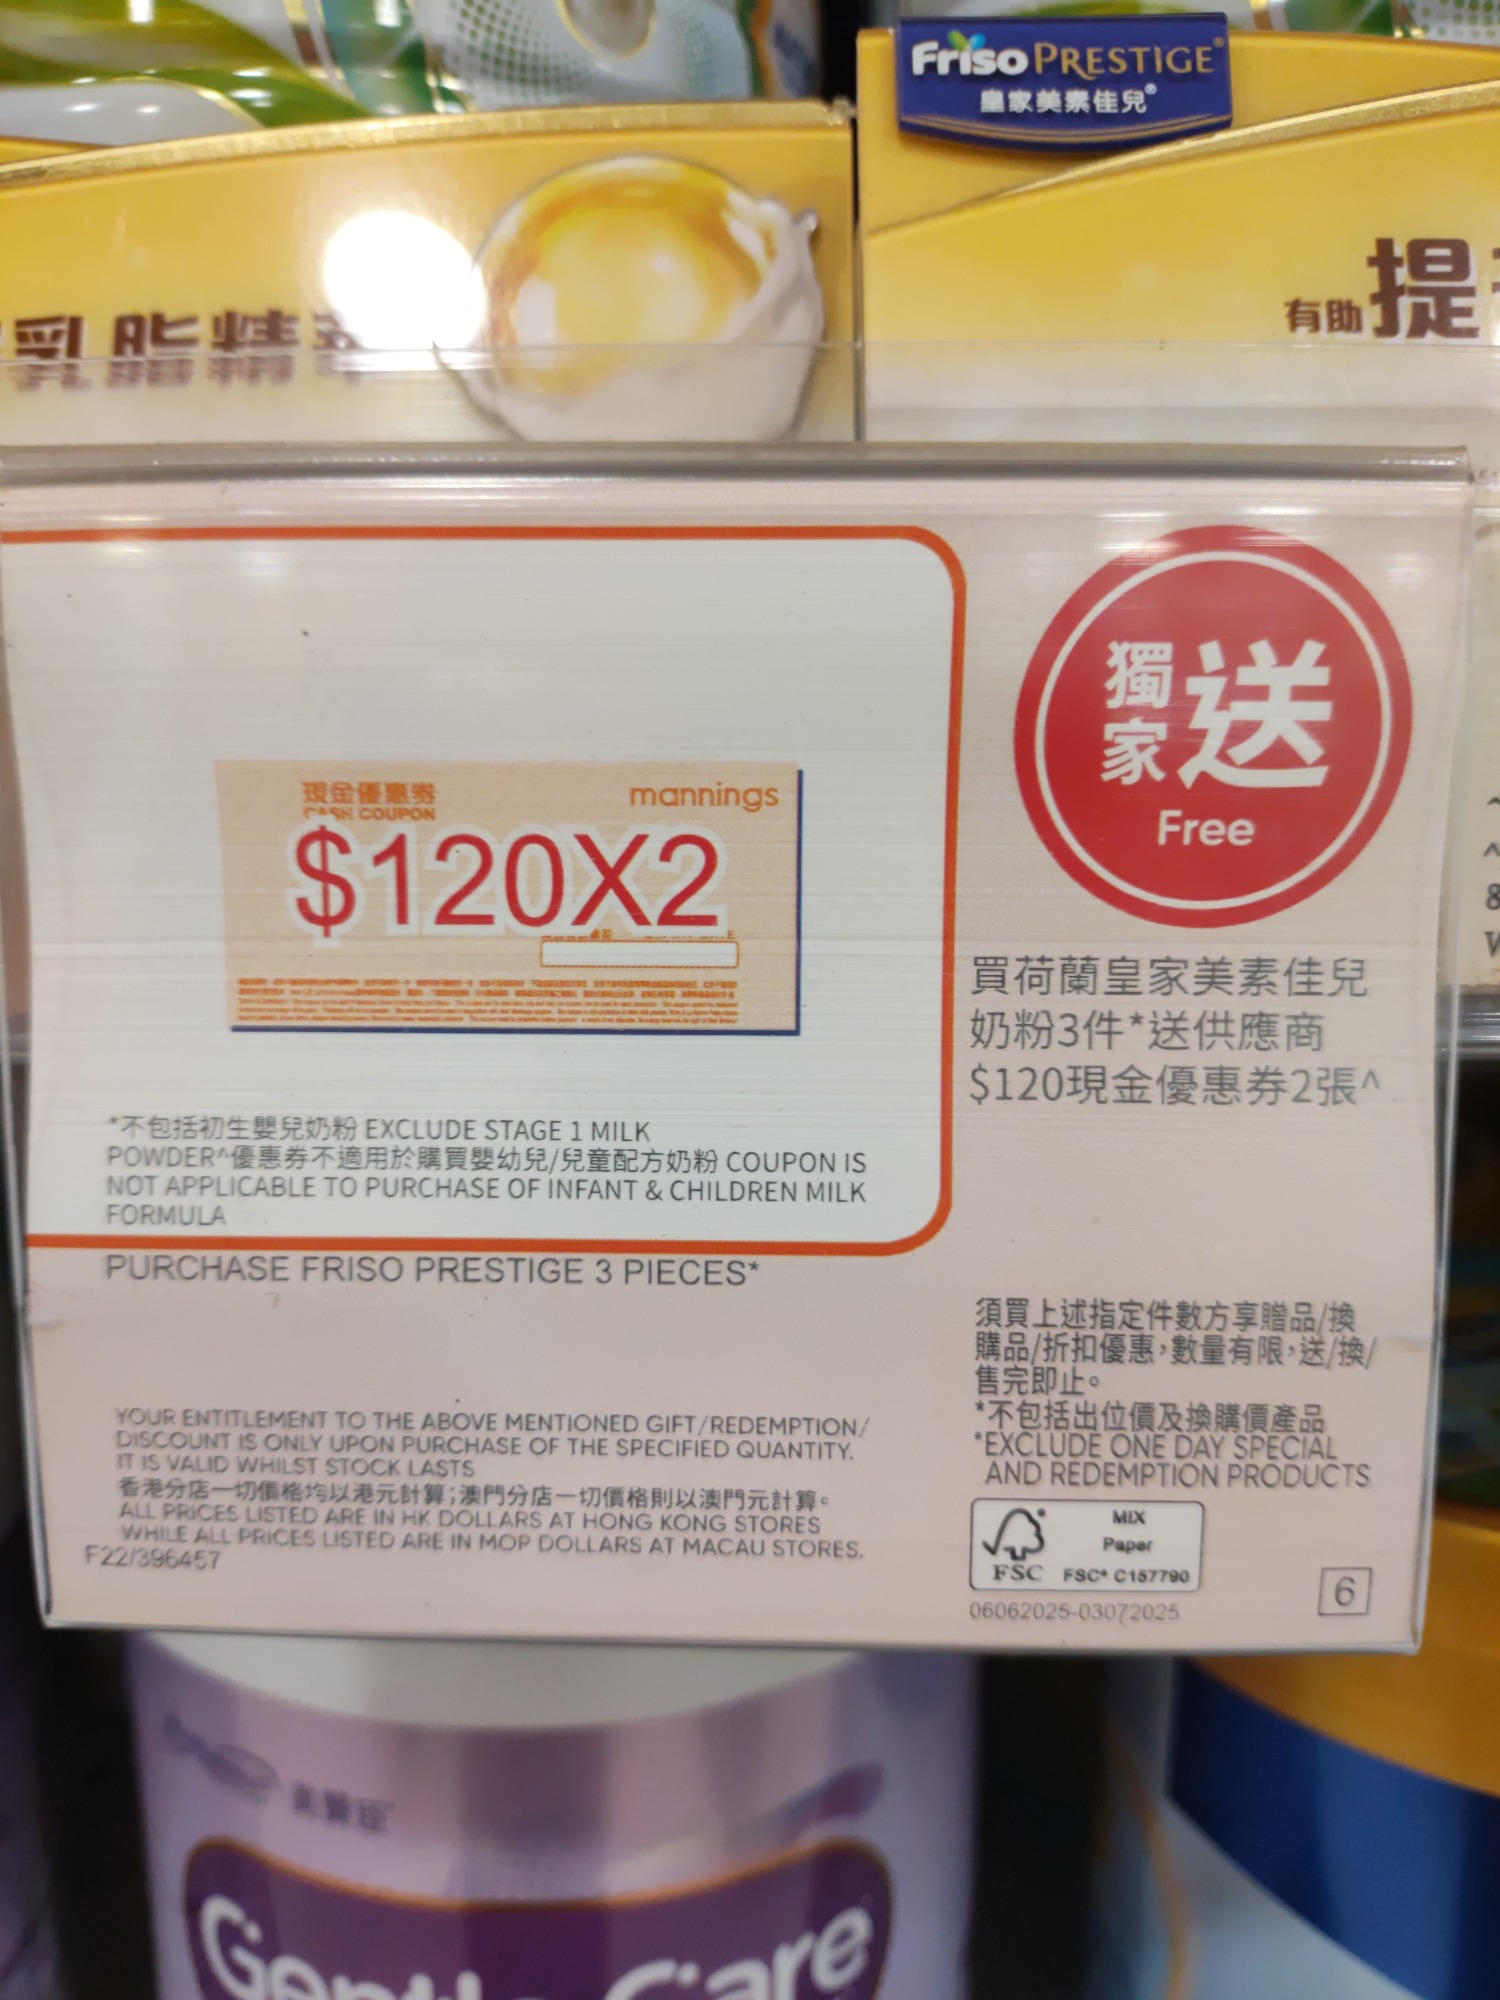 Friso PRESTIGE®
皇家美素佳兒®
乳脂精
有助提
現金優惠券
CASH COUPON
mannings
$120X2
獨家送
Free
買荷蘭皇家美素佳兒
奶粉3件*送供應商
$120現金優惠券2張^
*不包括初生嬰兒奶粉 EXCLUDE STAGE 1 MILK
POWDER^優惠券不適用於購買嬰幼兒/兒童配方奶粉 COUPON IS
NOT APPLICABLE TO PURCHASE OF INFANT & CHILDREN MILK
FORMULA
PURCHASE FRISO PRESTIGE 3 PIECES*
須買上述指定件數方享贈品/換
購品/折扣優惠，數量有限，送/換/
售完即止。
*不包括出位價及換購價產品
*EXCLUDE ONE DAY SPECIAL
AND REDEMPTION PRODUCTS
YOUR ENTITLEMENT TO THE ABOVE MENTIONED GIFT/REDEMPTION/
DISCOUNT IS ONLY UPON PURCHASE OF THE SPECIFIED QUANTITY.
IT IS VALID WHILST STOCK LASTS
香港分店一切價格均以港元計算；澳門分店一切價格則以澳門元計算。
ALL PRICES LISTED ARE IN HK DOLLARS AT HONG KONG STORES
WHILE ALL PRICES LISTED ARE IN MOP DOLLARS AT MACAU STORES.
F22/396457
MIX
Paper
FSC FSC® C157790
06062025-03072025
6
美贊臣
Gentle Care